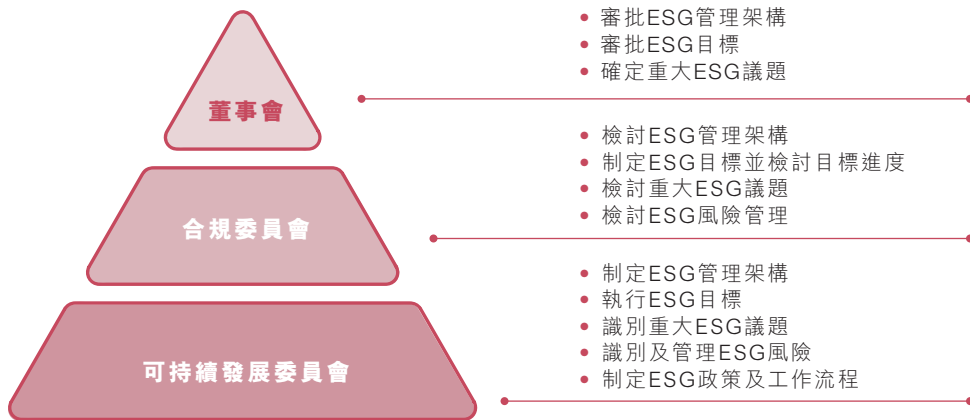 • 審批ESG管理架構
• 審批ESG目標
• 確定重大ESG議題
董事會
• 檢討ESG管理架構
• 制定ESG目標並檢討目標進度
• 檢討重大ESG議題
• 檢討ESG風險管理
合規委員會
• 制定ESG管理架構
• 執行ESG目標
• 識別重大ESG議題
• 識別及管理ESG風險
• 制定ESG政策及工作流程
可持續發展委員會